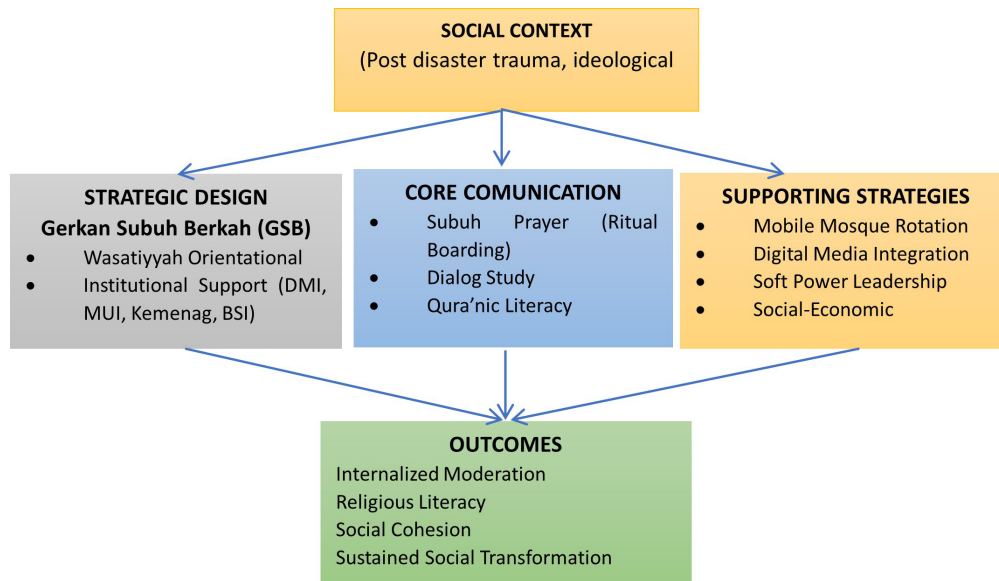 SOCIAL CONTEXT
(Post disaster trauma, ideological
STRATEGIC DESIGN
Gerkan Subuh Berkah (GSB)
• Wasatiyyah Orientational
• Institutional Support (DMI,
MUI, Kemenag, BSI)
CORE COMUNICATION
• Subuh Prayer (Ritual
Boarding)
• Dialog Study
• Qura’nic Literacy
SUPPORTING STRATEGIES
• Mobile Mosque Rotation
• Digital Media Integration
• Soft Power Leadership
• Social-Economic
OUTCOMES
Internalized Moderation
Religious Literacy
Social Cohesion
Sustained Social Transformation